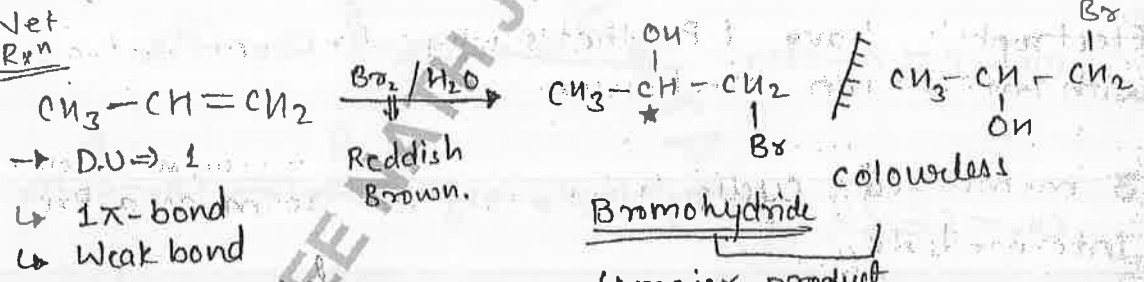 Net
Rxn
CH3 — CH = CH2
Br2 / H2O
Reddish
Brown.
OH
CH3 - CH - CH2
★
Br
Br
CH3 - CH - CH2
OH
colourless
→ D.U ⇒ 1
↳ 1π-bond
↳ Weak bond
Bromohydride
major product